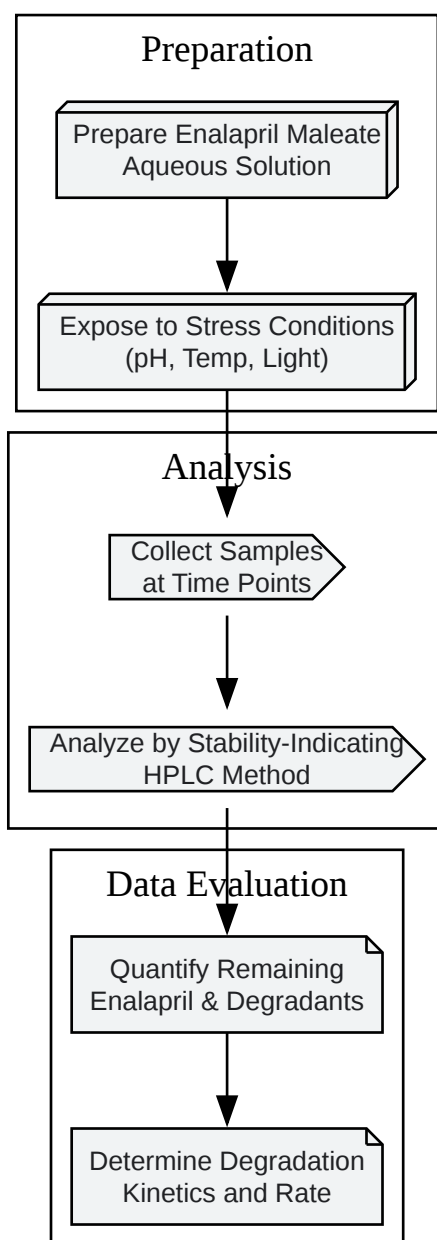 Preparation
Prepare Enalapril Maleate
Aqueous Solution
Expose to Stress Conditions
(pH, Temp, Light)
Analysis
Collect Samples
at Time Points
Analyze by Stability-Indicating
HPLC Method
Data Evaluation
Quantify Remaining
Enalapril & Degradants
Determine Degradation
Kinetics and Rate